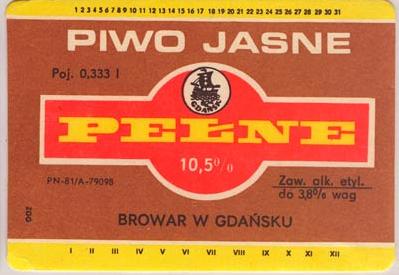 1 2 3 4 5 6 7 8 9 10 11 12 13 14 15 16 17 18 19 20 21 22 23 24 25 26 27 28 29 30 31
PIWO JASNE
Poj. 0,333 l
GDAŃSK
PEŁNE
10,5%
PN-81/A-79098
Zaw. alk. etyl.
do 3,8% wag
ZOO
BROWAR W GDAŃSKU
I II III IV V VI VII VIII IX X XI XII